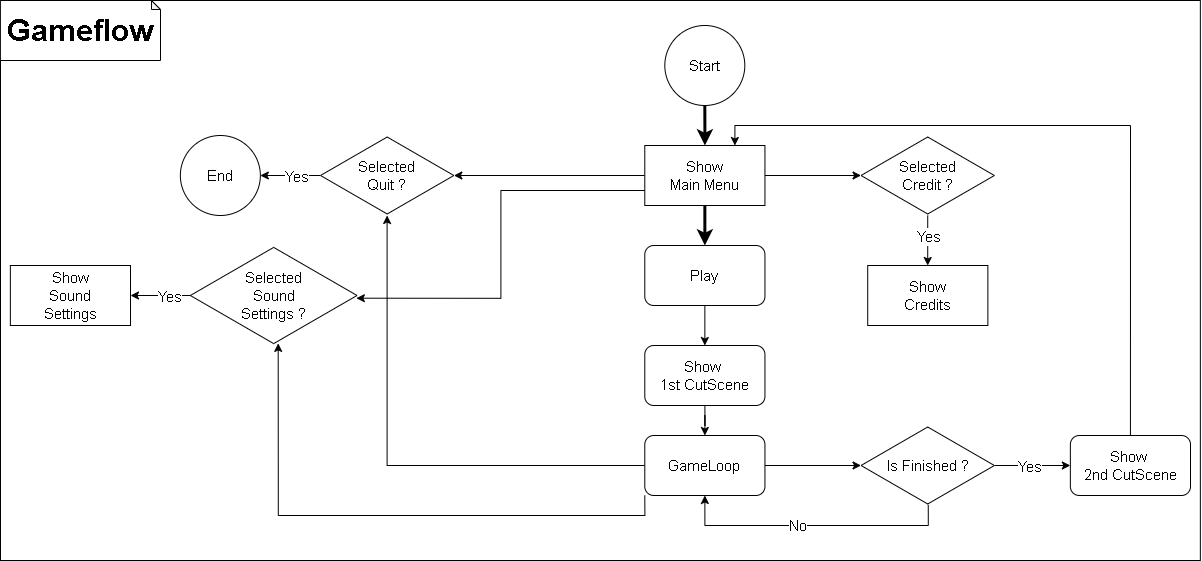 Gameflow
Start
End
Yes
Selected
Quit ?
Show
Main Menu
Selected
Credit ?
Yes
Show
Sound
Settings
Yes
Selected
Sound
Settings ?
Play
Show
Credits
Show
1st CutScene
GameLoop
Is Finished ?
Yes
Show
2nd CutScene
No